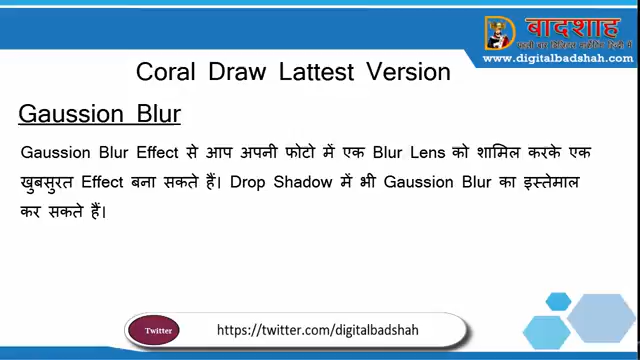 बादशाह
www.digitalbadshah.com
Coral Draw Lattest Version
Gaussion Blur
Gaussion Blur Effect से आप अपनी फोटो में एक Blur Lens को शामिल करके एक
खुबसुरत Effect बना सकते हैं। Drop Shadow में भी Gaussion Blur का इस्तेमाल
कर सकते हैं।
Twitter
https://twitter.com/digitalbadshah